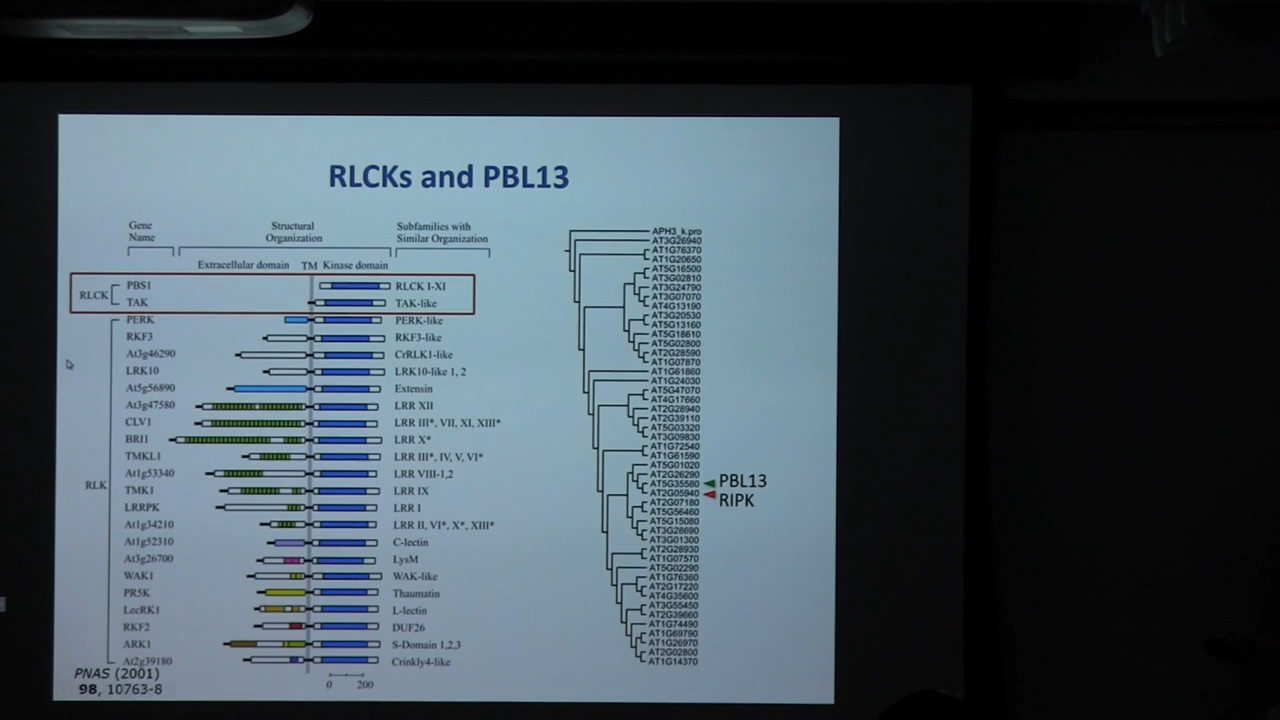 RLCKs and PBL13
Gene
Name
Structural
Organization
Subfamilies with
Similar Organization
Extracellular domain TM Kinase domain
RLCK
PBS1 RLCK I-XI
TAK TAK-like
RLK
PERK PERK-like
RKF3 RKF3-like
At3g46290 CrRLK1-like
LRK10 LRK10-like 1, 2
At5g56890 Extensin
At3g47580 LRR XII
CLV1 LRR III*, VII, XI, XIII*
BRI1 LRR X*
TMKL1 LRR III*, IV, V, VI*
At1g53340 LRR VIII-1,2
TMK1 LRR IX
LRRPK LRR I
At1g34210 LRR II, VI*, X*, XIII*
At1g52310 C-lectin
At3g26700 LysM
WAK1 WAK-like
PR5K Thaumatin
LecRK1 L-lectin
RKF2 DUF26
ARK1 S-Domain 1,2,3
At2g39180 Crinkly4-like
0 200
PNAS (2001)
98, 10763-8
APH3_k.pro
AT3G26940
AT1G76370
AT1G20650
AT5G16500
AT3G02810
AT3G24790
AT3G07070
AT4G13190
AT3G20530
AT5G13160
AT5G18610
AT5G02800
AT2G28590
AT1G07870
AT1G61860
AT1G24030
AT5G47070
AT4G17660
AT2G28940
AT2G39110
AT5G03320
AT3G09830
AT1G72540
AT1G61590
AT5G01020
AT2G26290
AT5G35580 PBL13
AT2G05940 RIPK
AT2G07180
AT5G56460
AT5G15080
AT3G28690
AT3G01300
AT2G28930
AT1G07570
AT5G02290
AT1G76360
AT2G17220
AT4G35600
AT3G55450
AT2G39660
AT1G74490
AT1G69790
AT1G26970
AT2G02800
AT1G14370